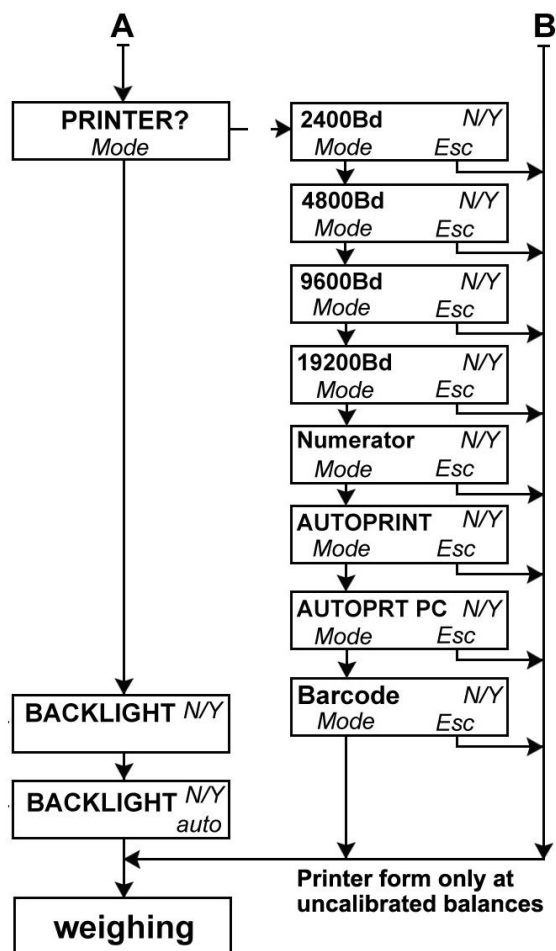 A B
PRINTER?
Mode
2400Bd N/Y
Mode Esc
4800Bd N/Y
Mode Esc
9600Bd N/Y
Mode Esc
19200Bd N/Y
Mode Esc
Numerator N/Y
Mode Esc
AUTOPRINT N/Y
Mode Esc
AUTOPRT PC N/Y
Mode Esc
Barcode N/Y
Mode Esc
BACKLIGHT N/Y
BACKLIGHT N/Y
auto
Printer form only at
uncalibrated balances
weighing